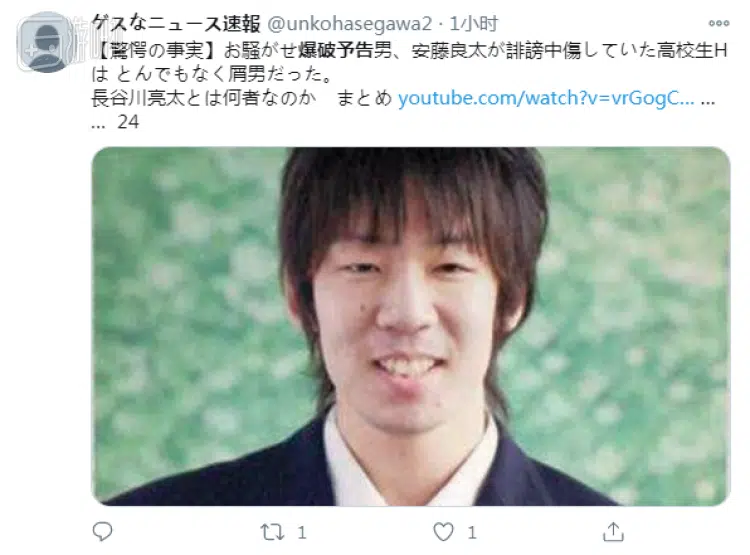 ゲスなニュース速報 @unkohasegawa2 · 1小时
【驚愕の事実】お騒がせ爆破予告男、安藤良太が誹謗中傷していた高校生H
は とんでもなく屑男だった。
長谷川亮太とは何者なのか　まとめ youtube.com/watch?v=vrGogC... ...
... 24
1 1